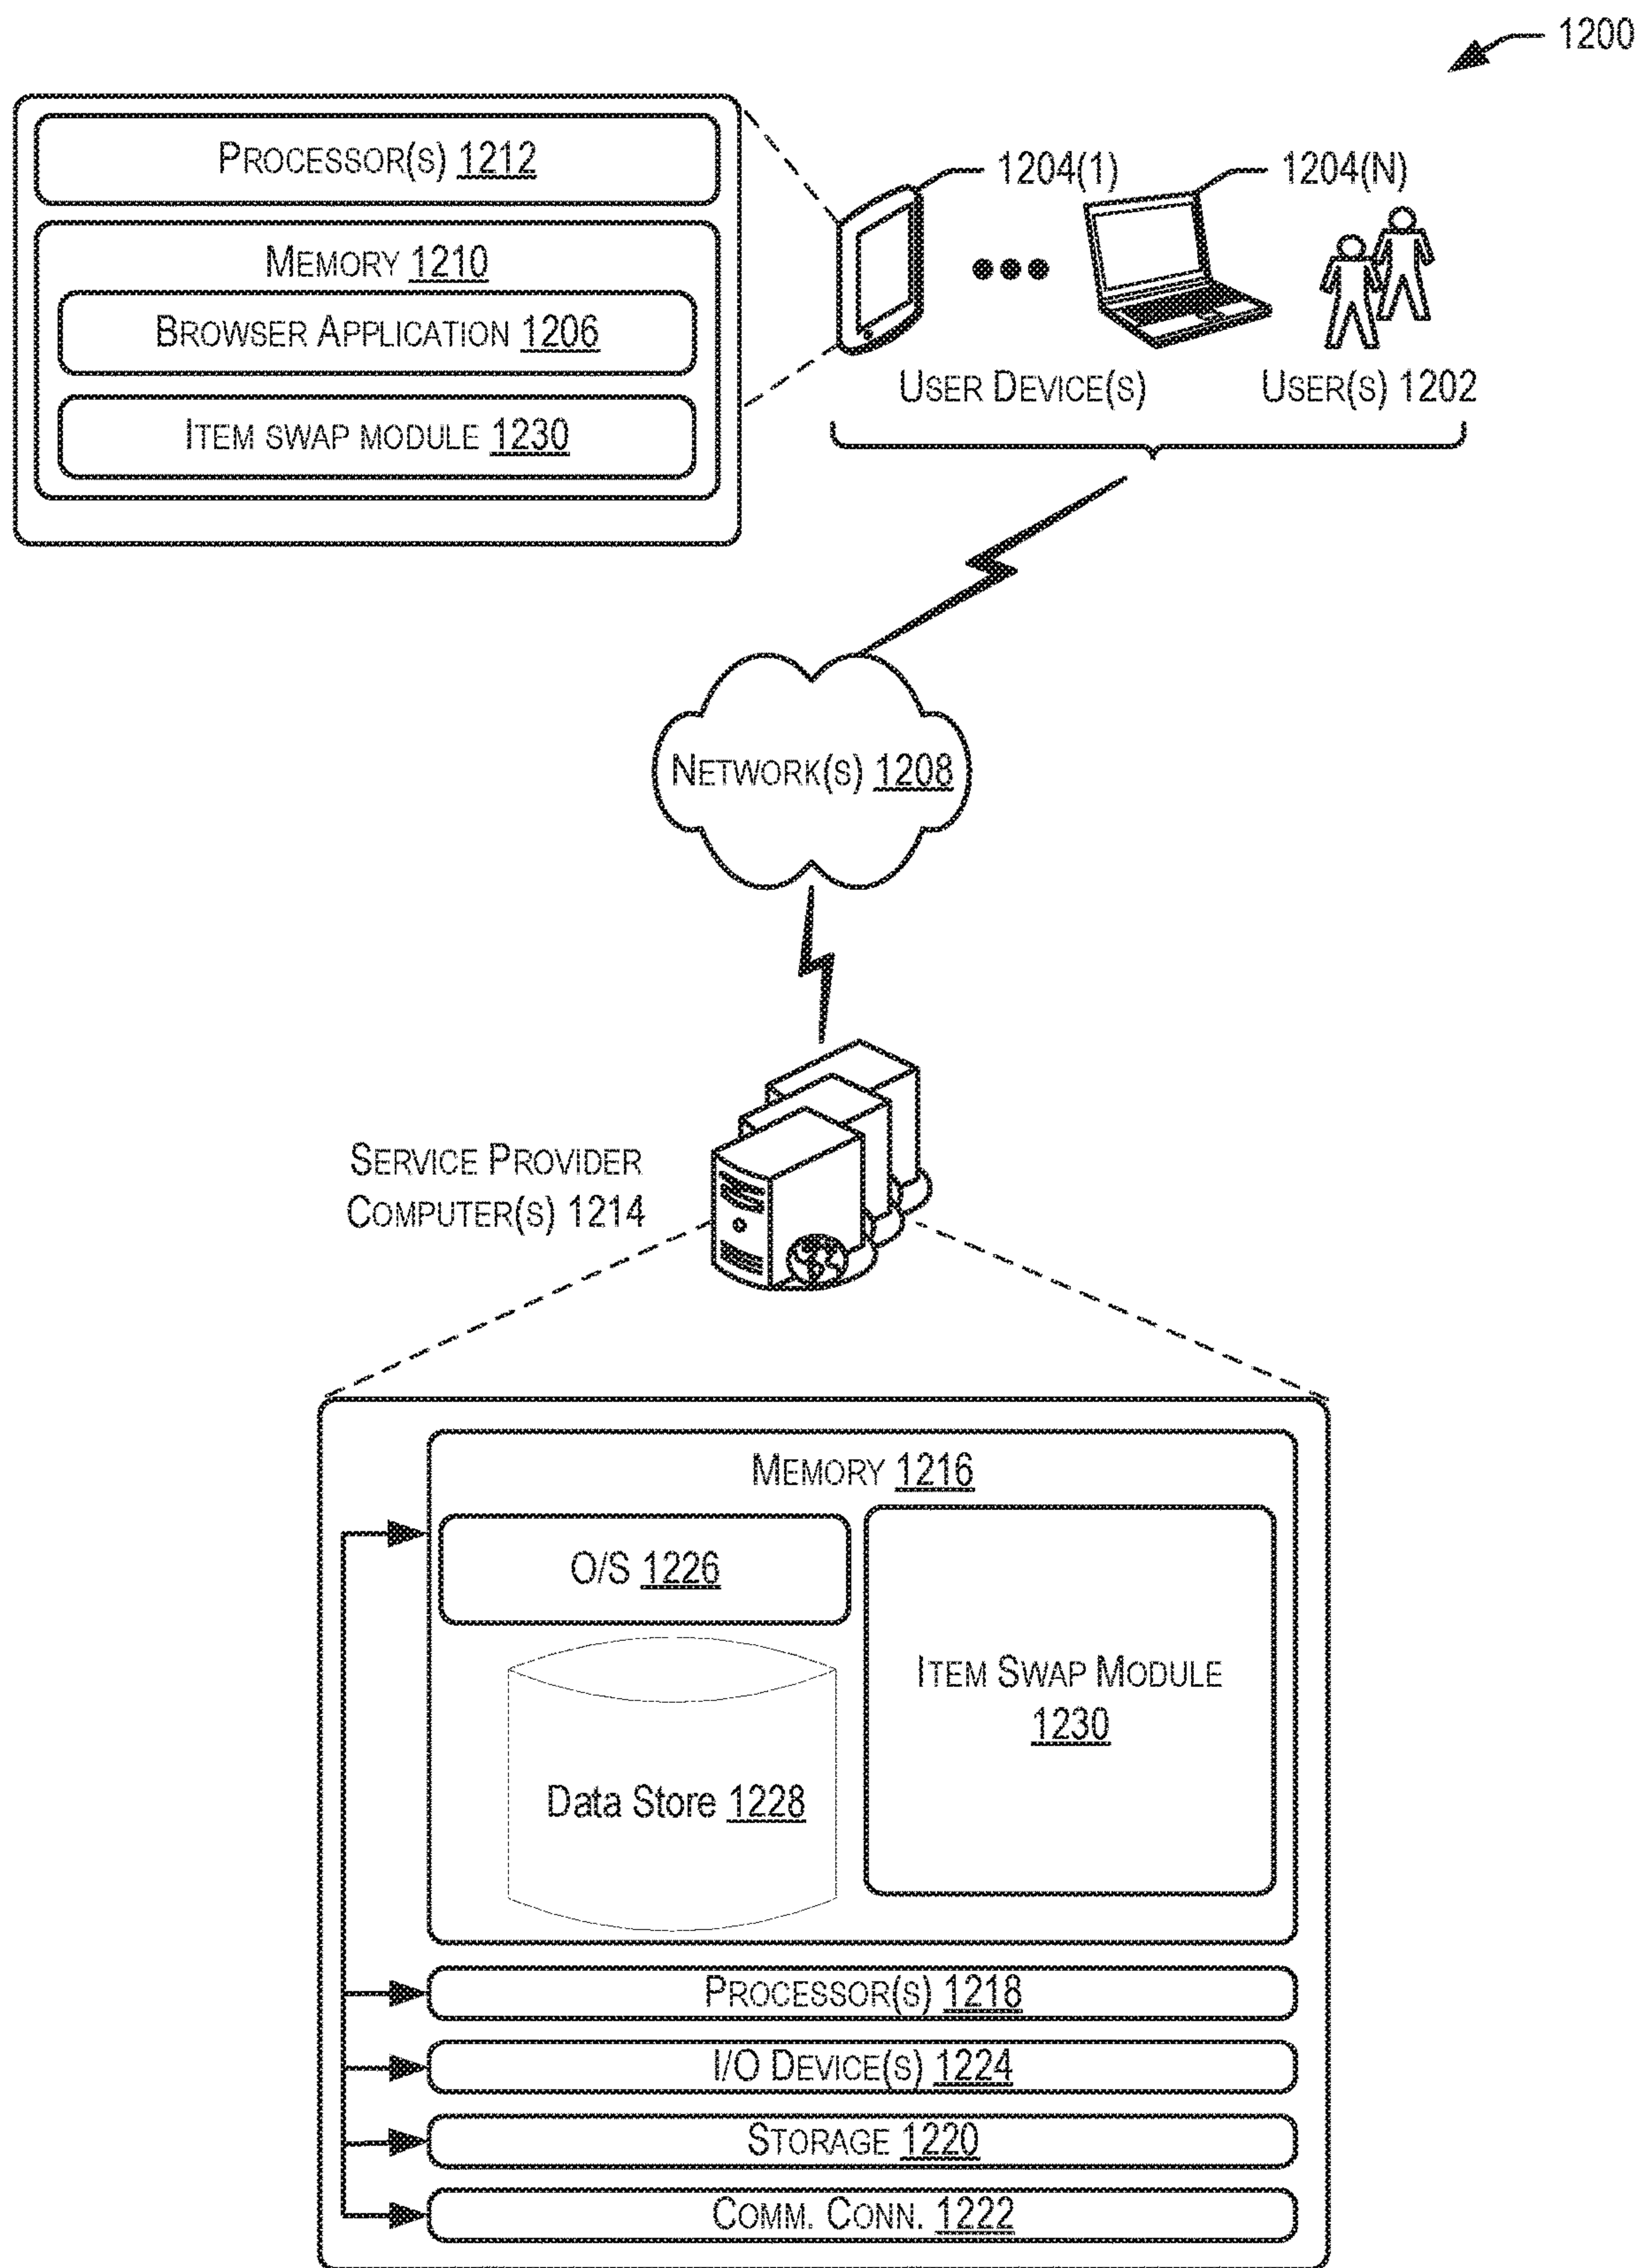 1200
PROCESSOR(S) 1212
MEMORY 1210
BROWSER APPLICATION 1206
ITEM SWAP MODULE 1230
1204(1)
1204(N)
USER DEVICE(S)
USER(S) 1202
NETWORK(S) 1208
SERVICE PROVIDER
COMPUTER(S) 1214
MEMORY 1216
O/S 1226
Data Store 1228
ITEM SWAP MODULE
1230
PROCESSOR(S) 1218
I/O DEVICE(S) 1224
STORAGE 1220
COMM. CONN. 1222